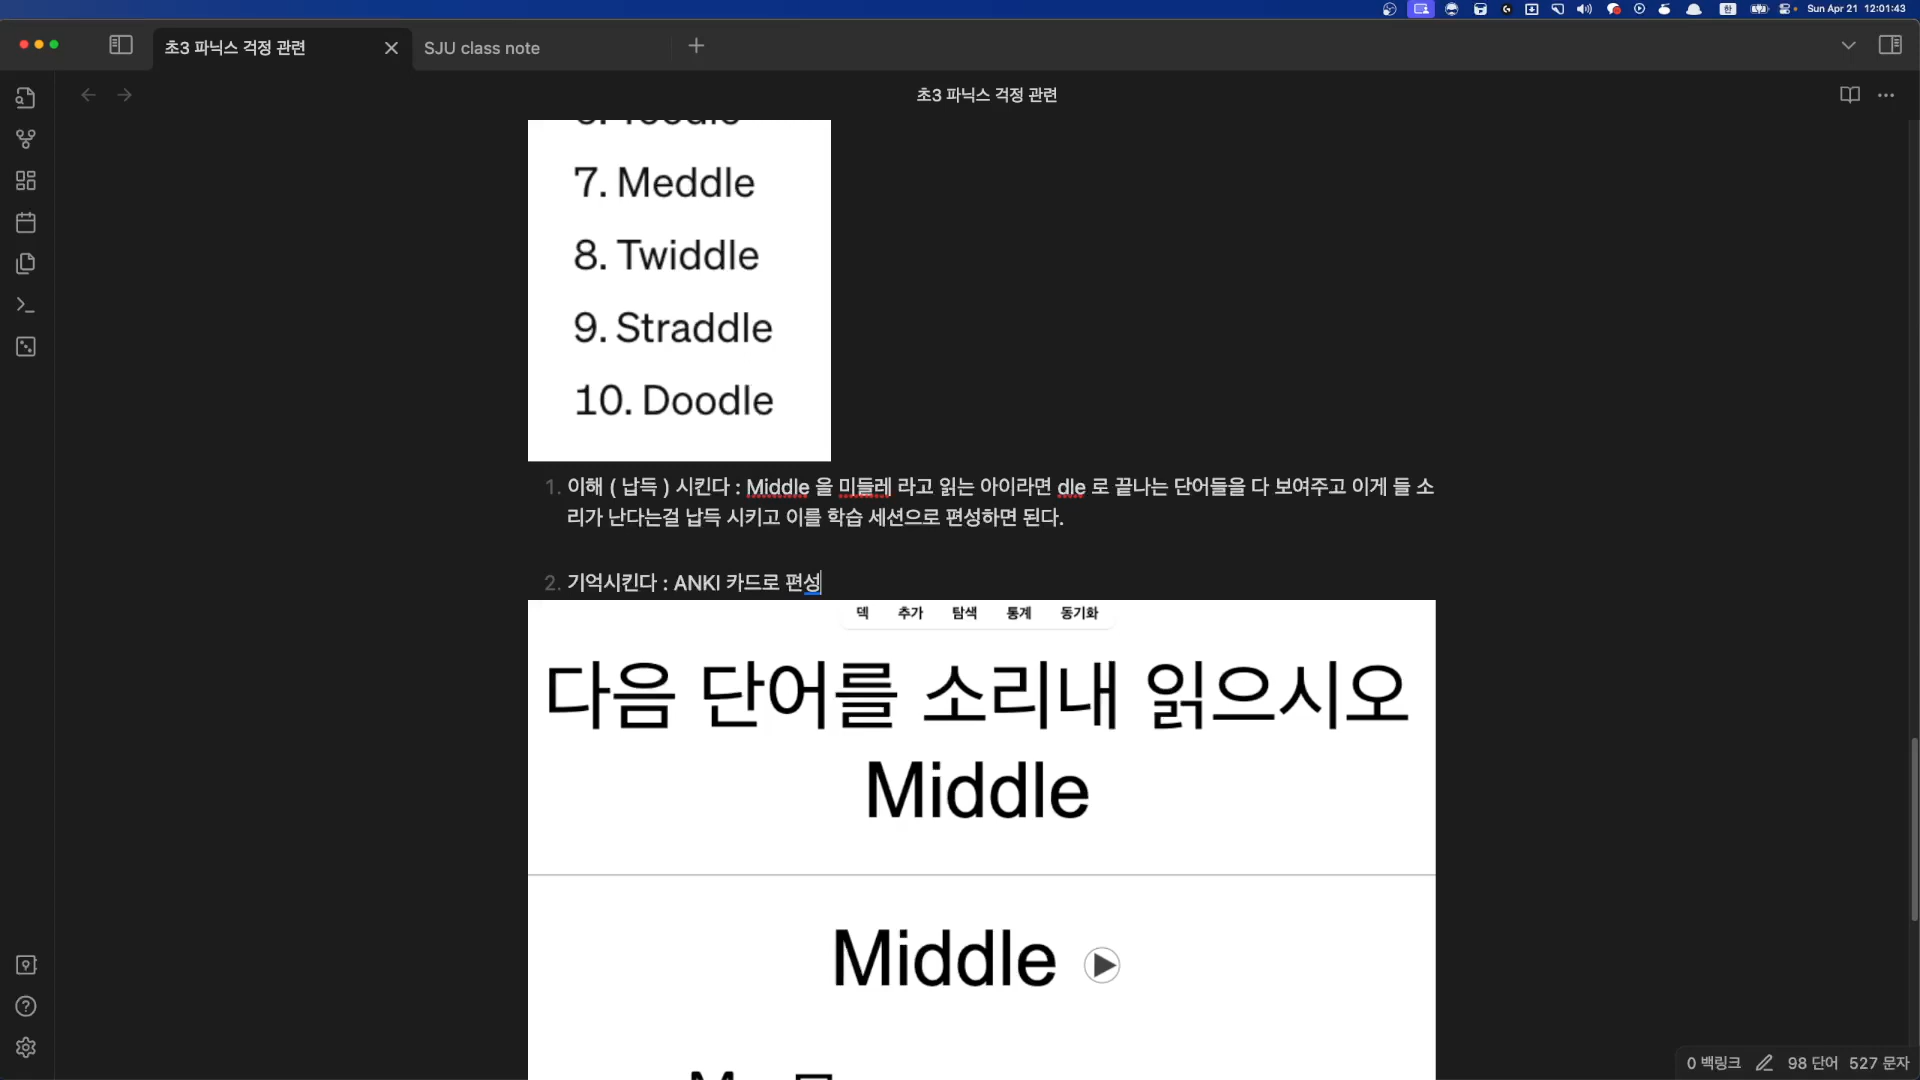 Sun Apr 21 12:01:43
초3 파닉스 걱정 관련
SJU class note
초3 파닉스 걱정 관련
7. Meddle
8. Twiddle
9. Straddle
10. Doodle
1. 이해 ( 납득 ) 시킨다 : Middle 을 미들레 라고 읽는 아이라면 dle 로 끝나는 단어들을 다 보여주고 이게 들 소
리가 난다는걸 납득 시키고 이를 학습 세션으로 편성하면 된다.
2. 기억시킨다 : ANKI 카드로 편성
덱 추가 탐색 통계 동기화
다음 단어를 소리내 읽으시오
Middle
Middle
0 백링크 98 단어 527 문자